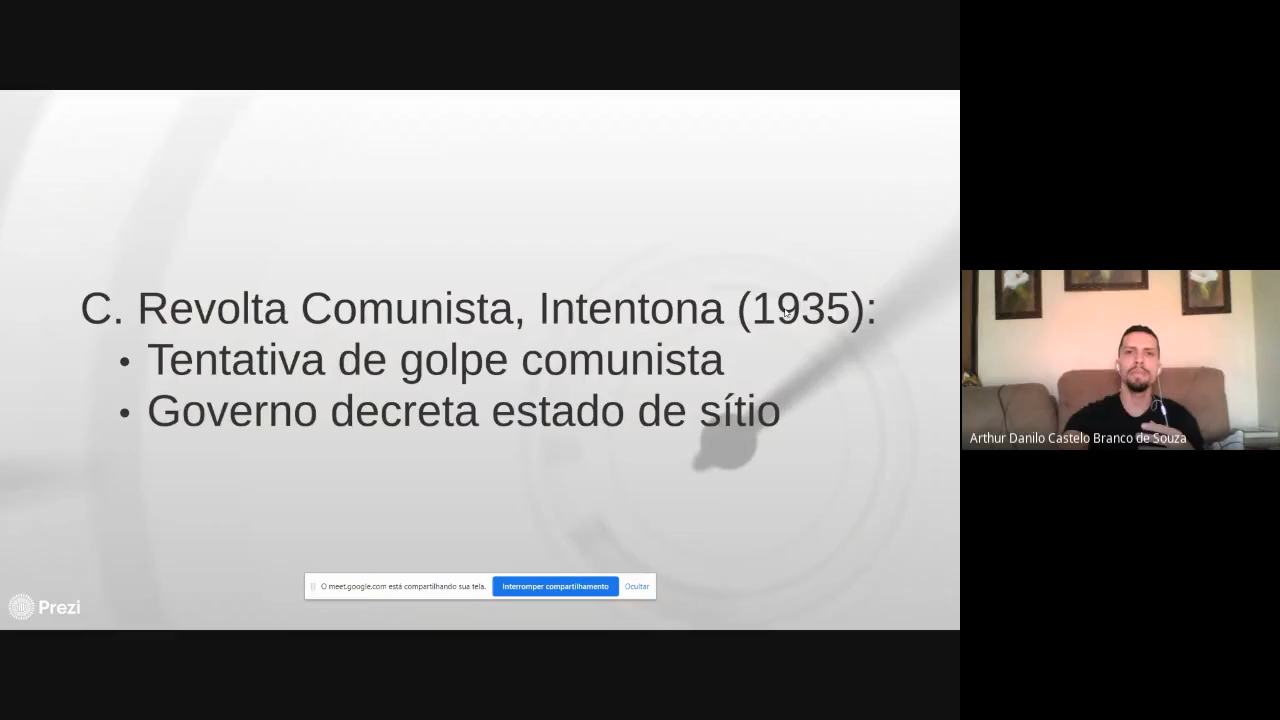 C. Revolta Comunista, Intentona (1935):
• Tentativa de golpe comunista
• Governo decreta estado de sítio
O meet.google.com está compartilhando sua tela. Interromper compartilhamento Ocultar
Prezi
Arthur Danilo Castelo Branco de Souza